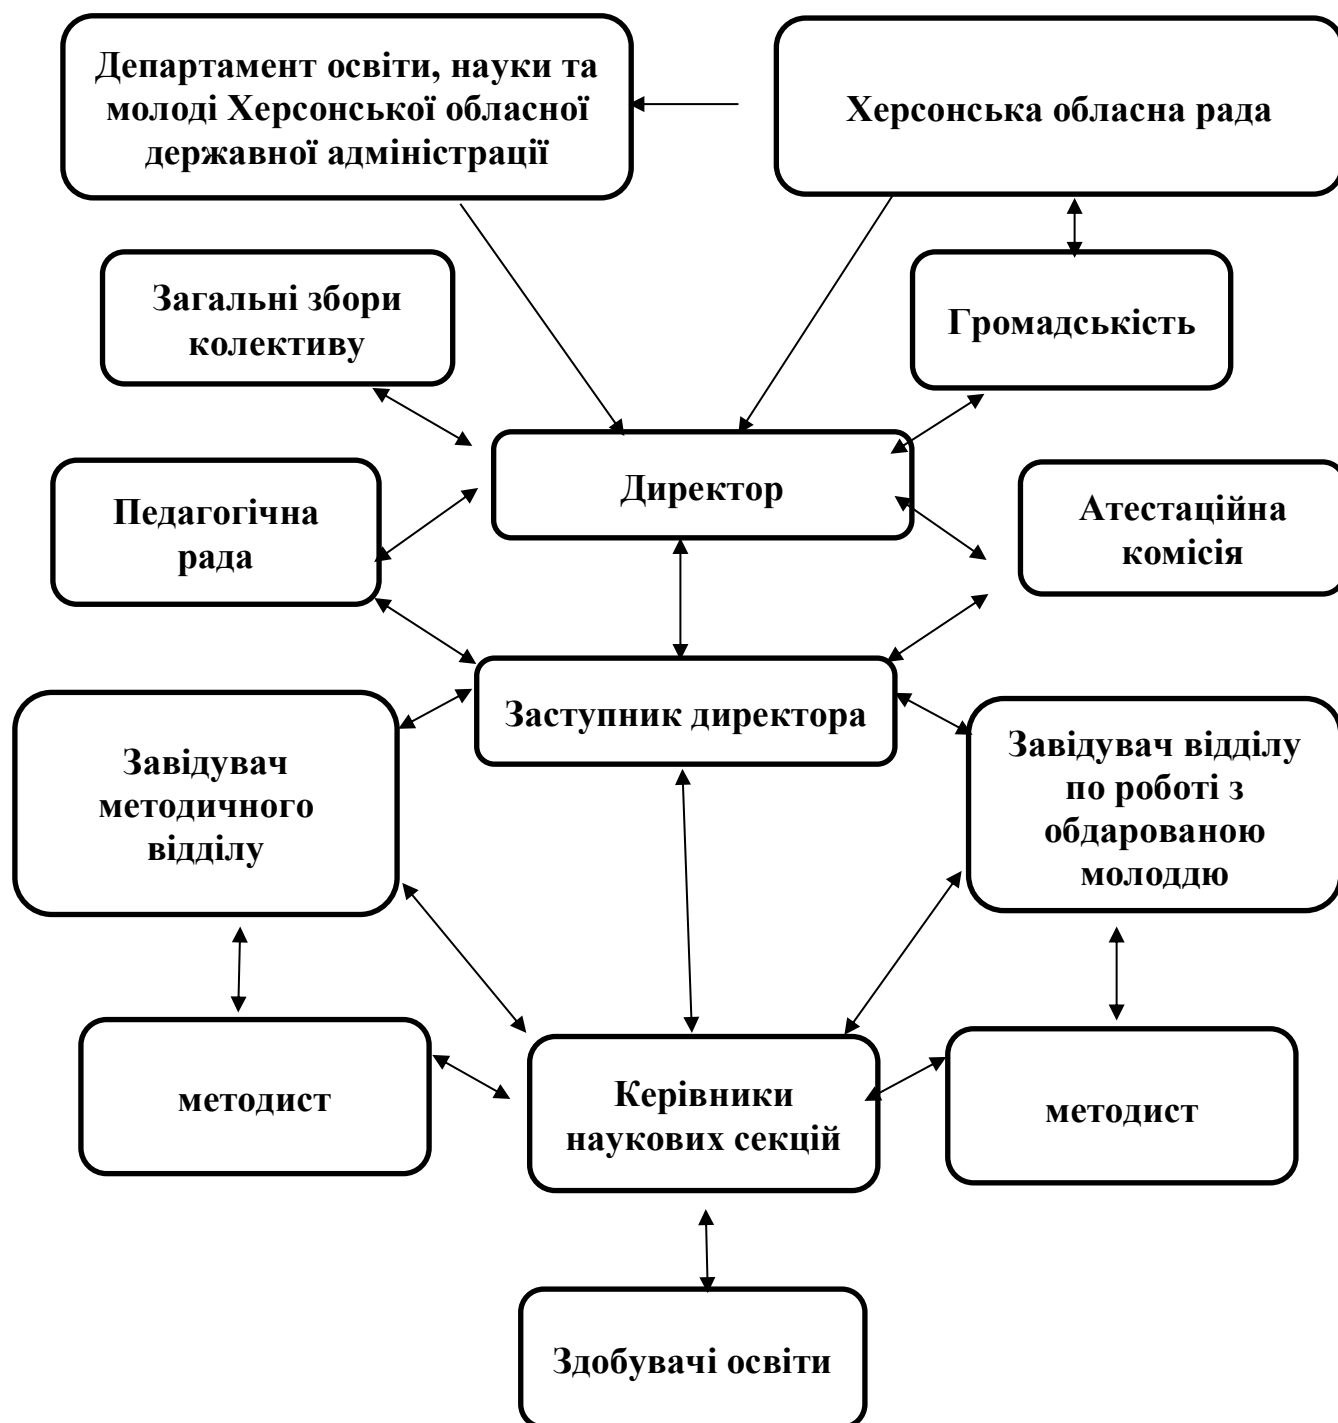 Департамент освіти, науки та
молоді Херсонської обласної
державної адміністрації
Херсонська обласна рада
Загальні збори
колективу
Громадськість
Директор
Педагогічна
рада
Атестаційна
комісія
Заступник директора
Завідувач
методичного
відділу
Завідувач відділу
по роботі з
обдарованою
молоддю
методист
Керівники
наукових секцій
методист
Здобувачі освіти